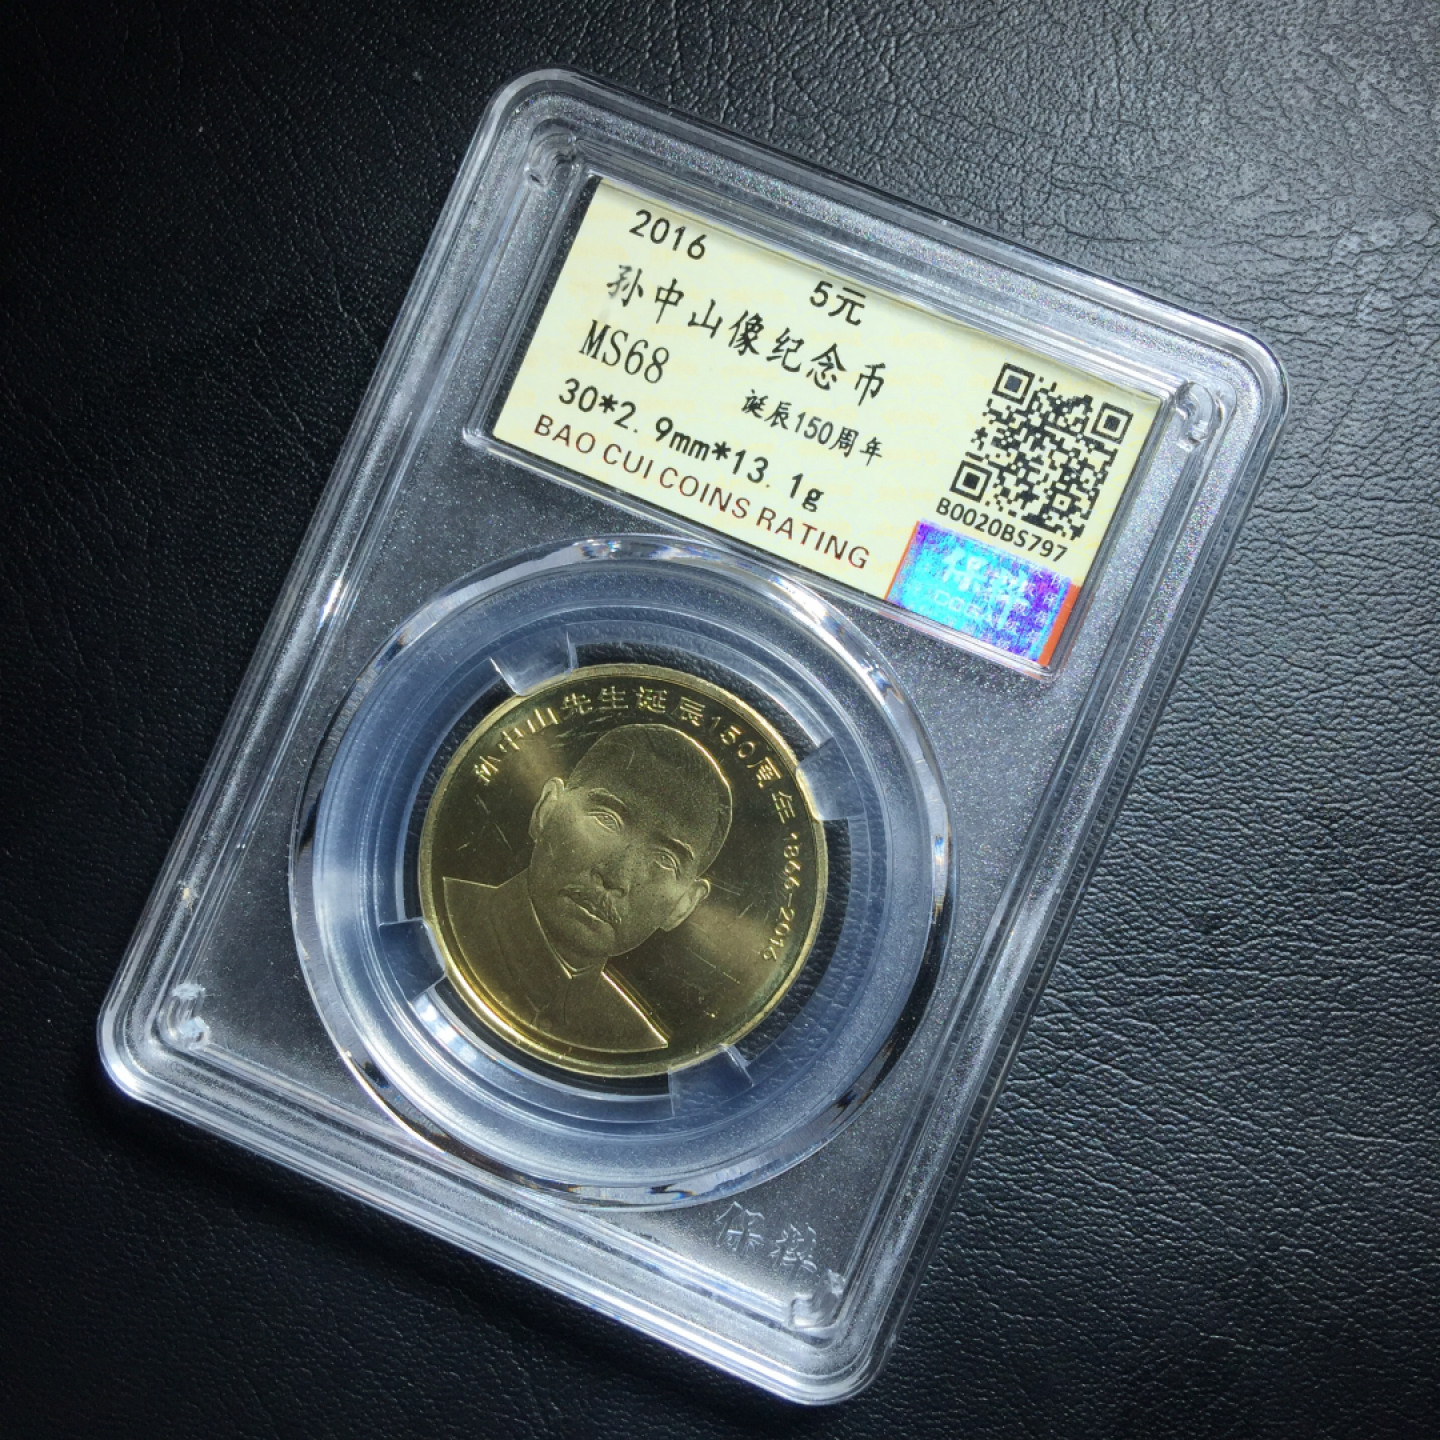 2016
5元
孙中山像纪念币
MS68
诞辰150周年
30*2.9mm*13.1g
BAO CUI COINS RATING
B0020BS797
孙中山先生诞辰150周年 1866-2016